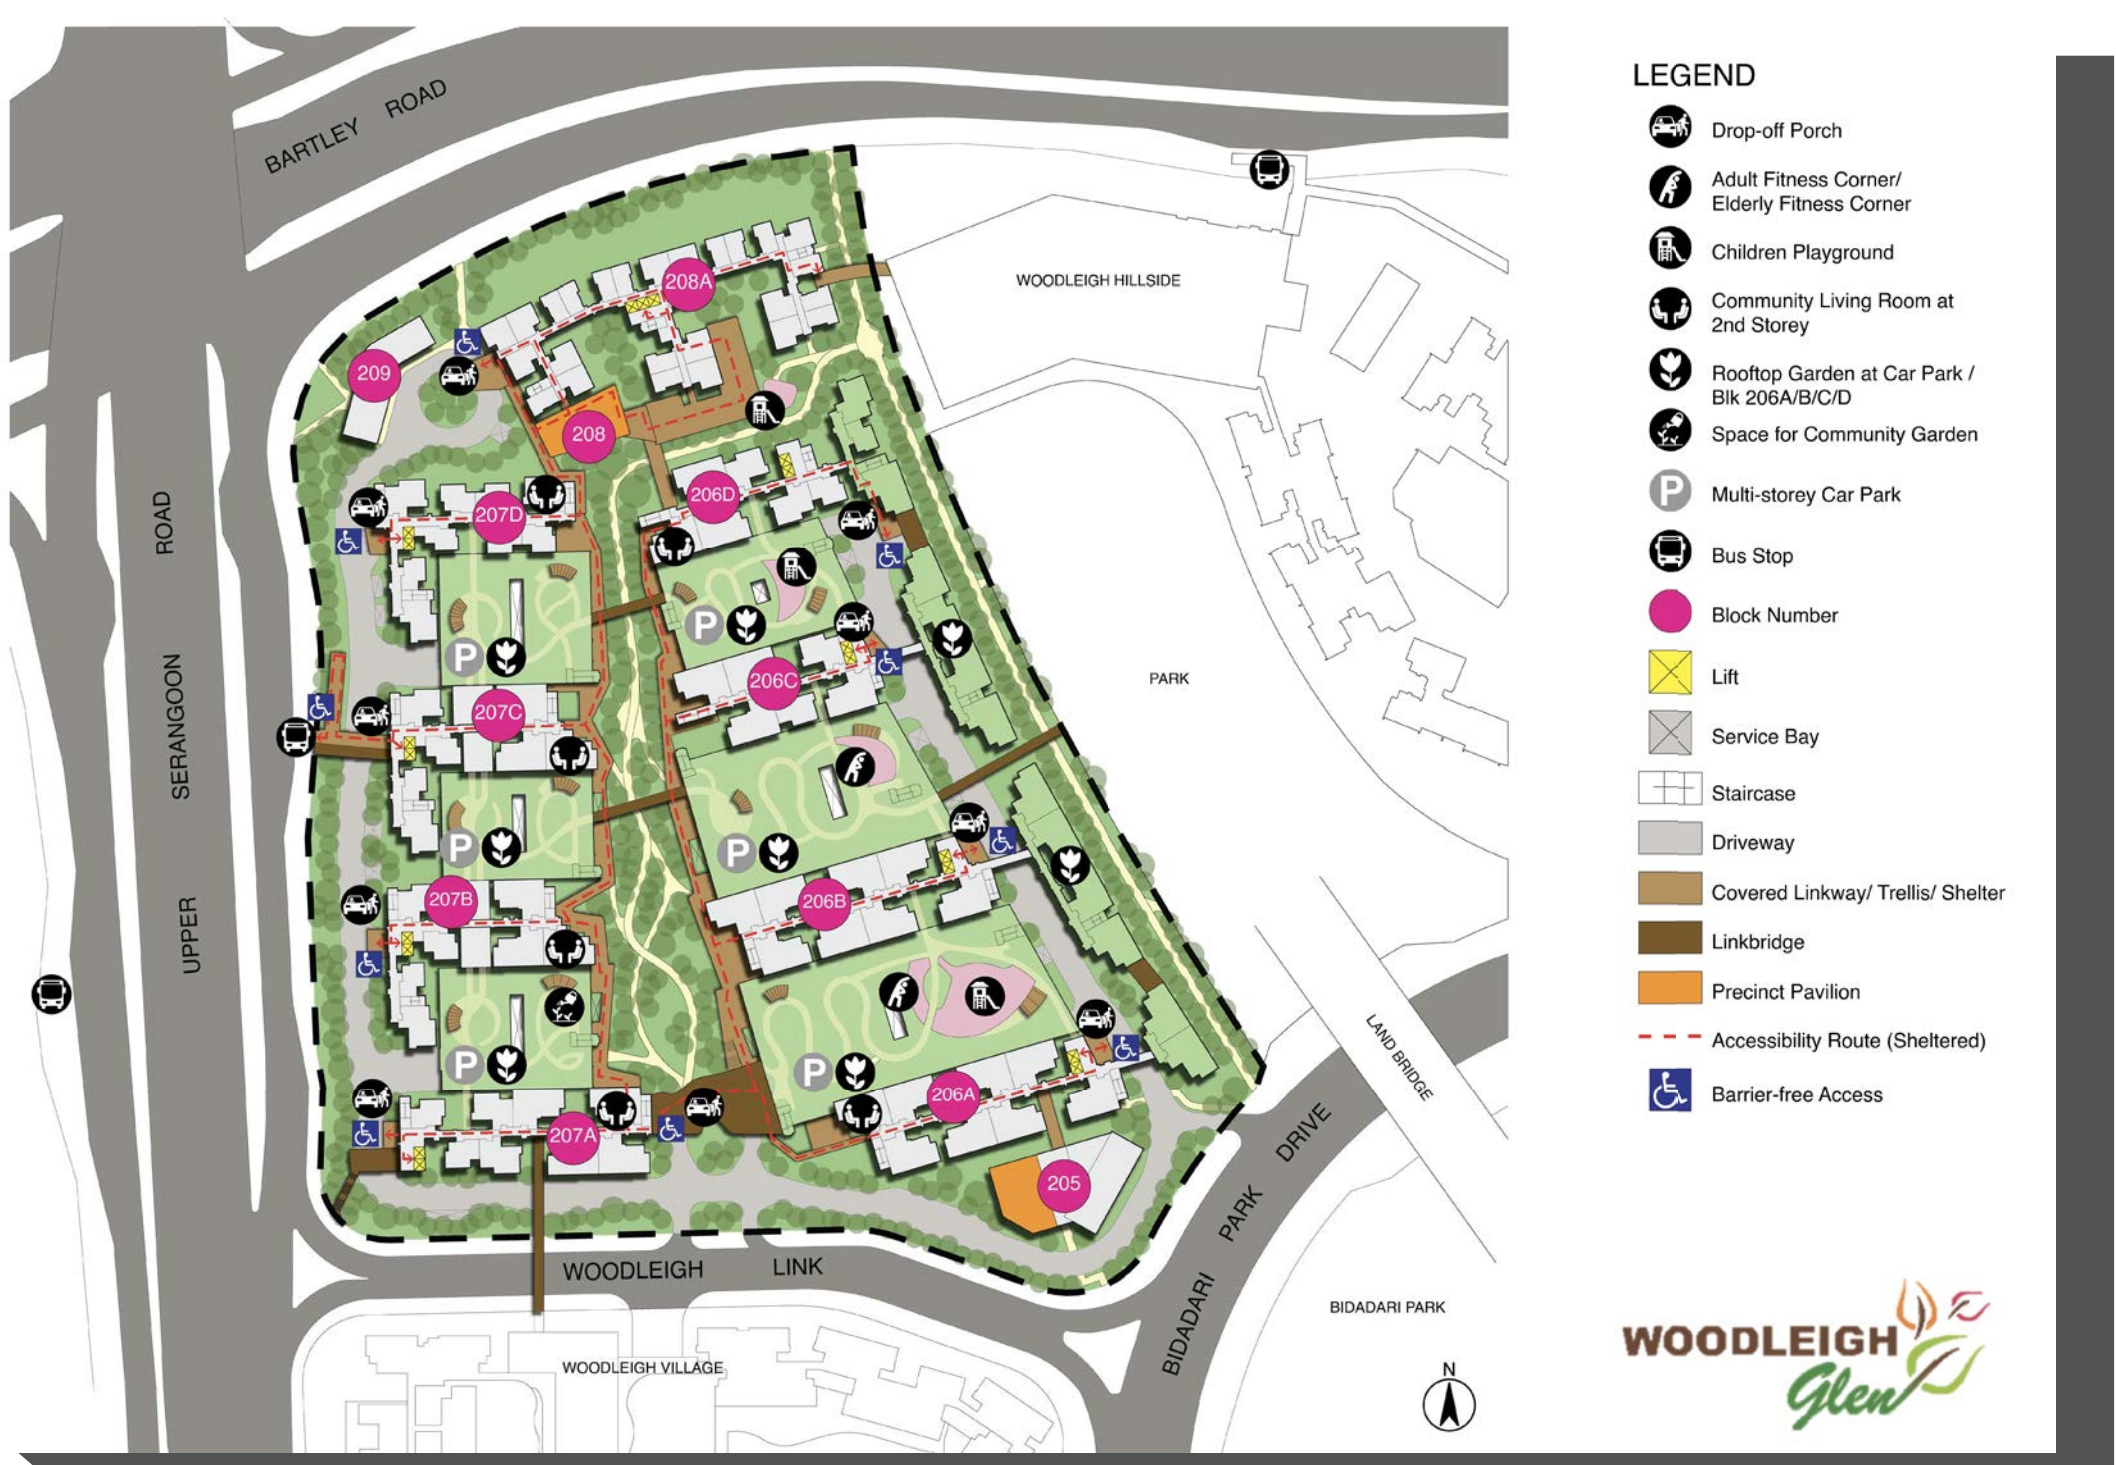 BARTLEY ROAD
UPPER SERANGOON ROAD
WOODLEIGH HILLSIDE
PARK
LAND BRIDGE
BIDADARI PARK DRIVE
BIDADARI PARK
WOODLEIGH LINK
WOODLEIGH VILLAGE
N
208A
209
208
206D
207D
P
P
206C
207C
P
P
207B
206B
P
P
206A
207A
205
LEGEND
Drop-off Porch
Adult Fitness Corner/
Elderly Fitness Corner
Children Playground
Community Living Room at
2nd Storey
Rooftop Garden at Car Park /
Blk 206A/B/C/D
Space for Community Garden
P Multi-storey Car Park
Bus Stop
Block Number
Lift
Service Bay
Staircase
Driveway
Covered Linkway/ Trellis/ Shelter
Linkbridge
Precinct Pavilion
Accessibility Route (Sheltered)
Barrier-free Access
WOODLEIGH
Glen